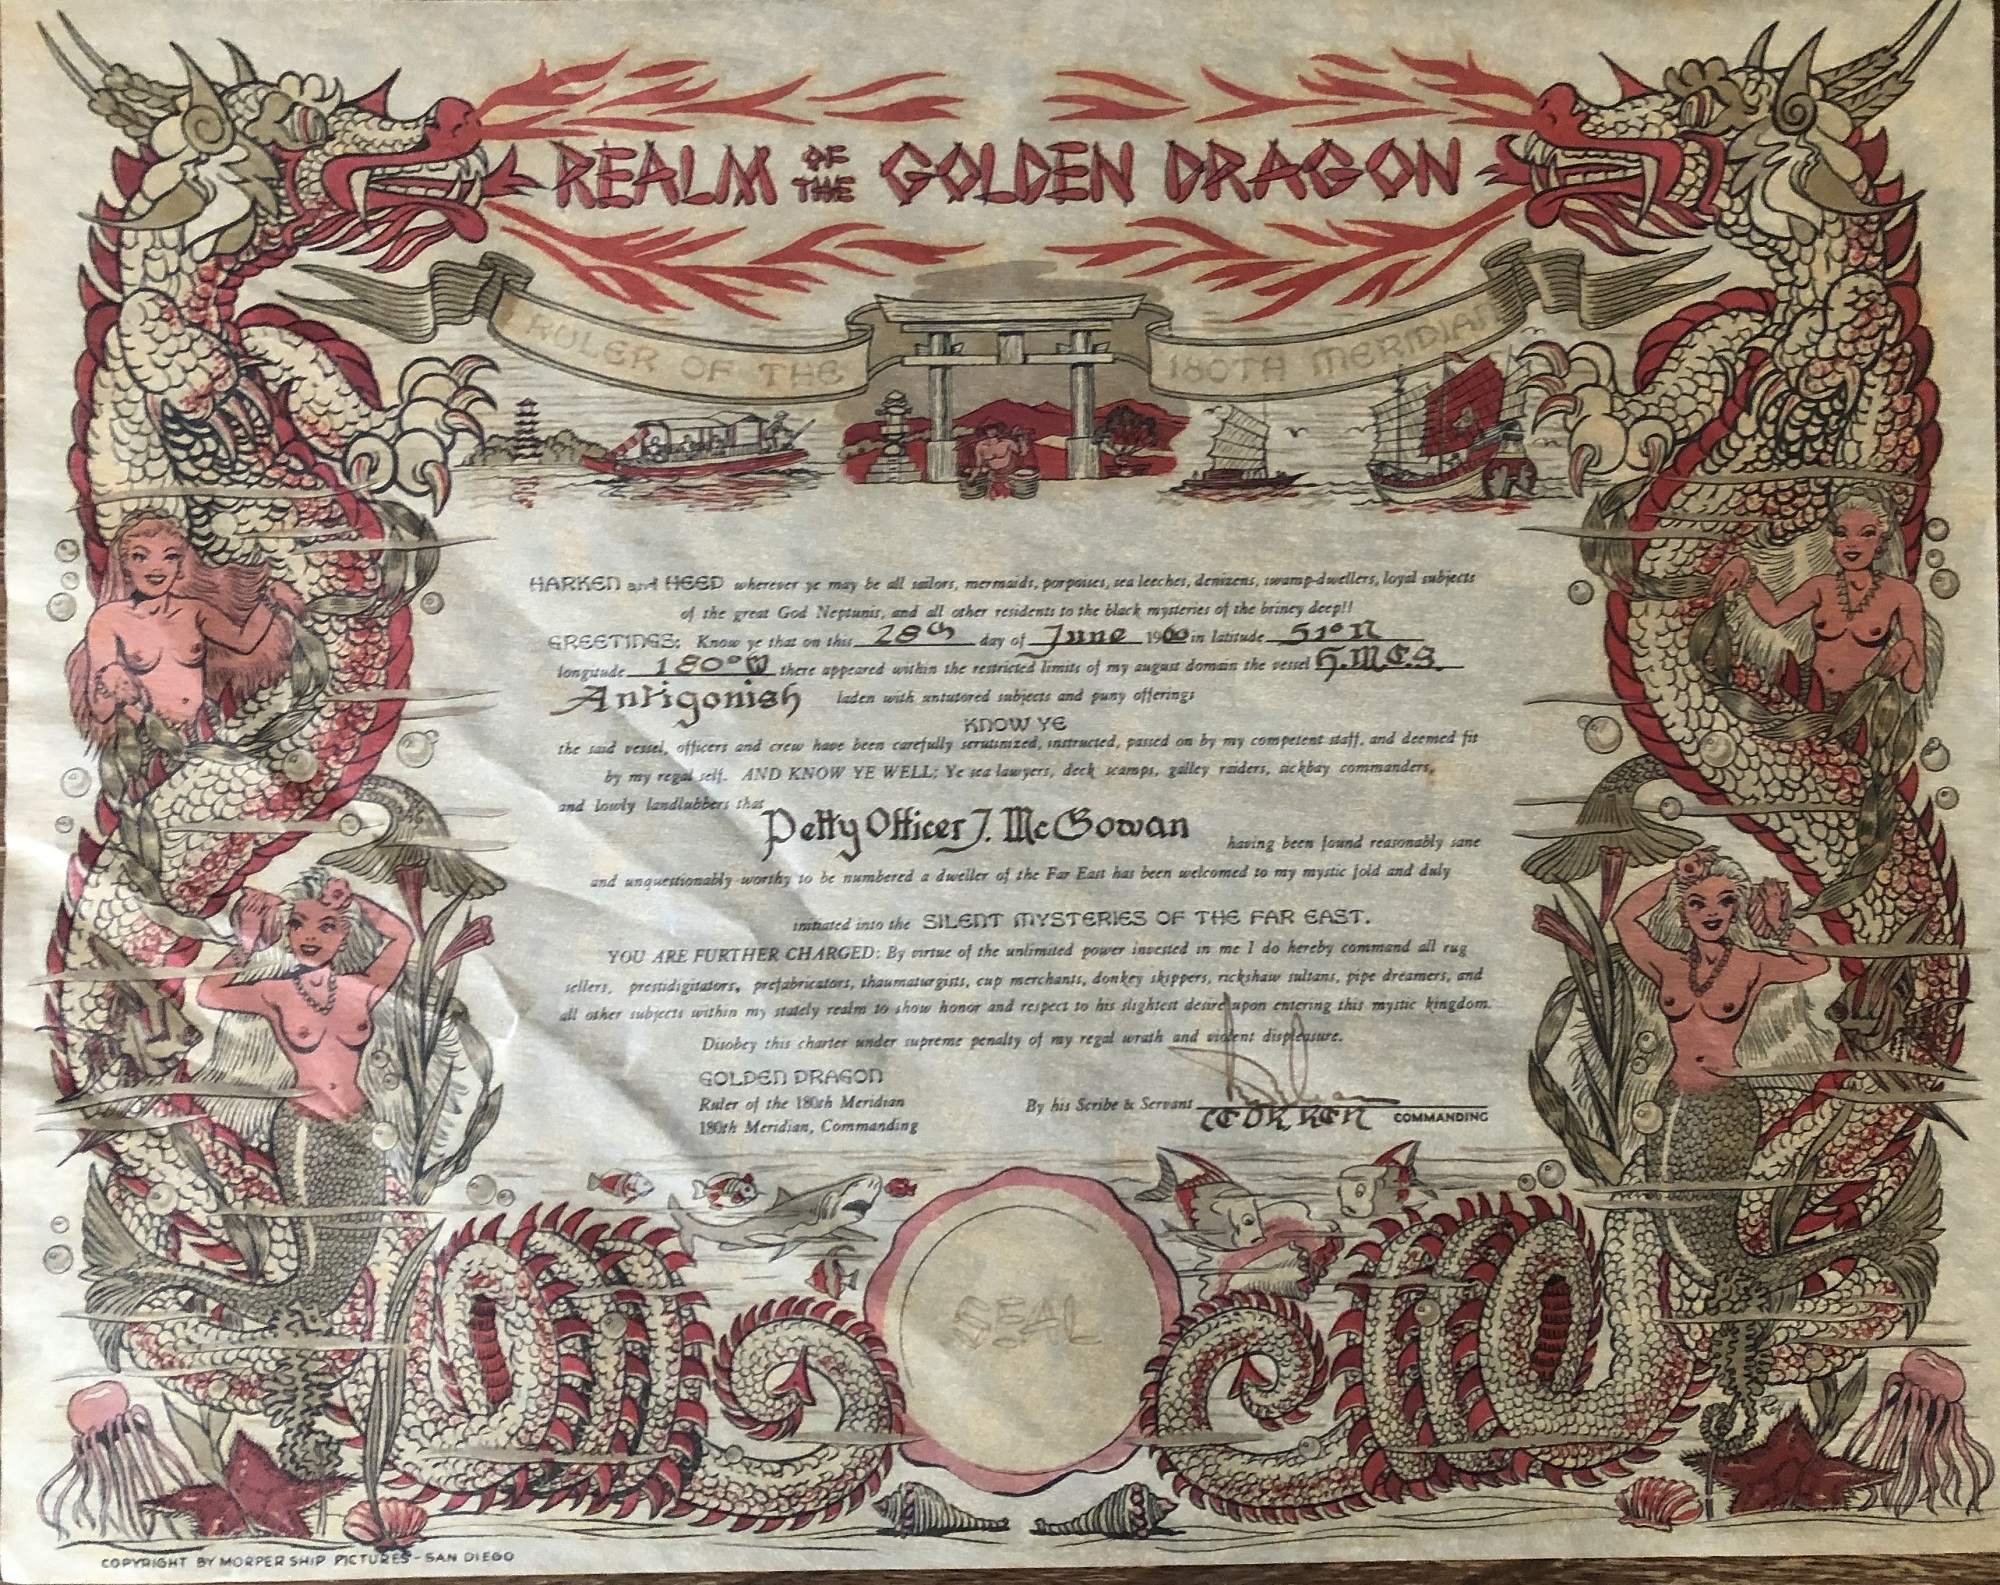 REALM OF THE GOLDEN DRAGON
RULER OF THE 180TH MERIDIAN
HARKEN and HEED wherever ye may be all sailors, mermaids, porpoises, sea leeches, denizens, swamp-dwellers, loyal subjects
of the great God Neptunis, and all other residents to the black mysteries of the briney deep!!
GREETINGS: Know ye that on this 28th day of June 1960 in latitude 51° N
longitude 180° W there appeared within the restricted limits of my august domain the vessel H.M.C.S.
Antigonish laden with untutored subjects and puny offerings
KNOW YE
the said vessel, officers and crew have been carefully scrutinized, instructed, passed on by my competent staff, and deemed fit
by my regal self. AND KNOW YE WELL: Ye sea lawyers, deck scamps, galley raiders, sickbay commanders,
and lowly landlubbers that Petty Officer J. McGowan having been found reasonably sane
and unquestionably worthy to be numbered a dweller of the Far East has been welcomed to my mystic fold and duly
initiated into the SILENT MYSTERIES OF THE FAR EAST.
YOU ARE FURTHER CHARGED: By virtue of the unlimited power invested in me I do hereby command all rug
sellers, prestidigitators, prefabricators, thaumaturgists, cup merchants, donkey skippers, rickshaw sultans, pipe dreamers, and
all other subjects within my stately realm to show honor and respect to his slightest desire upon entering this mystic kingdom.
Disobey this charter under supreme penalty of my regal wrath and violent displeasure.
GOLDEN DRAGON
Ruler of the 180th Meridian
180th Meridian, Commanding
By his Scribe & Servant
COMMANDING
SEAL
COPYRIGHT BY MORPER SHIP PICTURES - SAN DIEGO